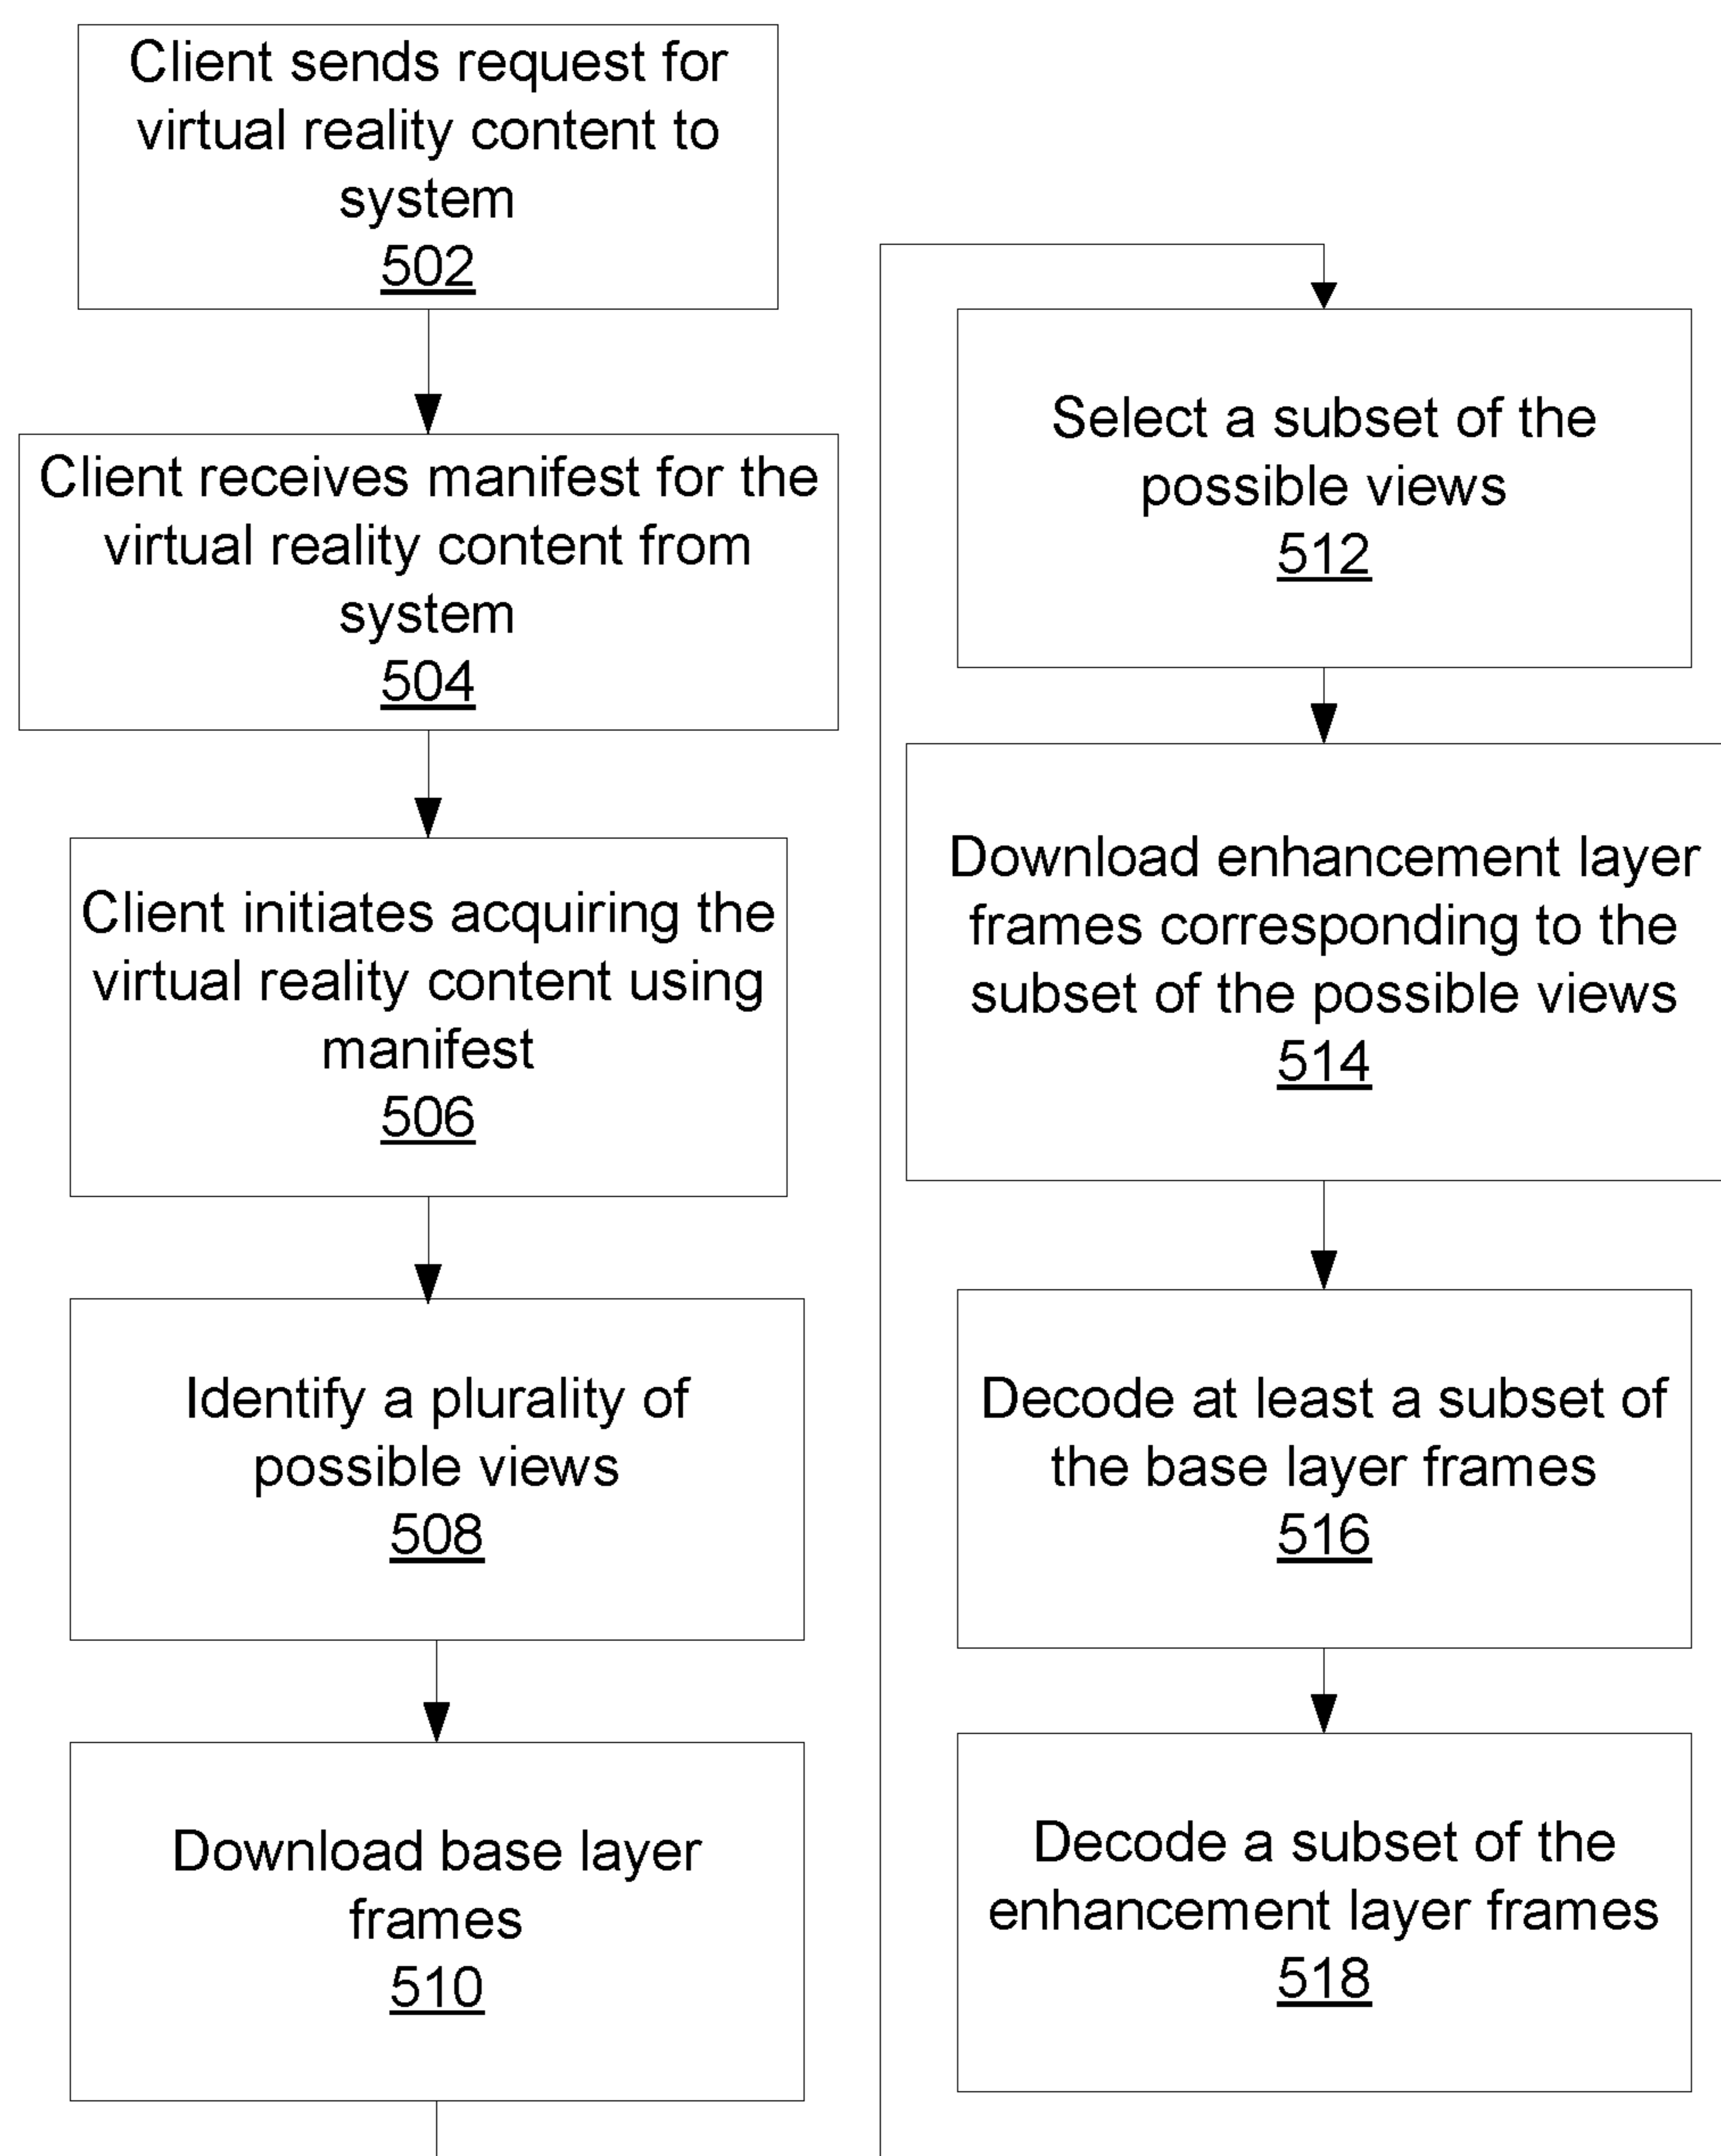 Client sends request for
virtual reality content to
system
502
Client receives manifest for the
virtual reality content from
system
504
Client initiates acquiring the
virtual reality content using
manifest
506
Identify a plurality of
possible views
508
Download base layer
frames
510
Select a subset of the
possible views
512
Download enhancement layer
frames corresponding to the
subset of the possible views
514
Decode at least a subset of
the base layer frames
516
Decode a subset of the
enhancement layer frames
518